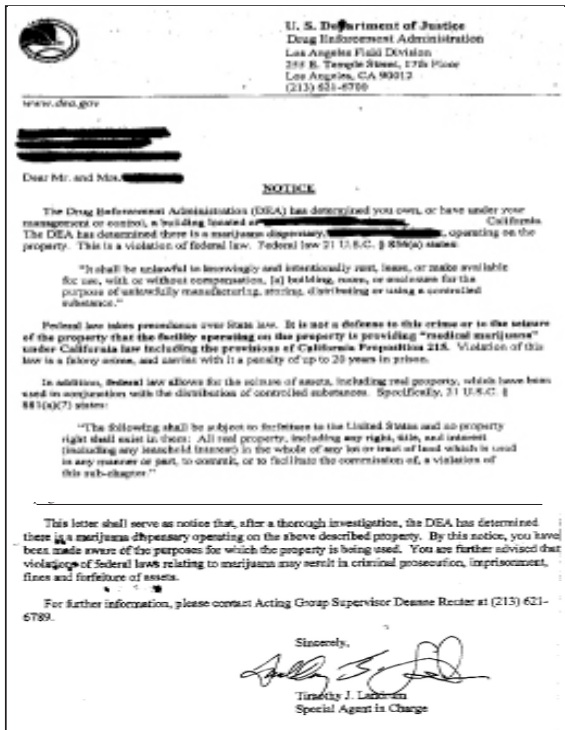 U. S. Department of Justice
Drug Enforcement Administration
Los Angeles Field Division
255 E. Temple Street, 17th Floor
Los Angeles, CA 90012
(213) 621-6700
www.dea.gov
Dear Mr. and Mrs.
NOTICE
The Drug Enforcement Administration (DEA) has determined you own, or have under your
management or control, a building located at California.
The DEA has determined there is a marijuana dispensary, operating on the
property. This is a violation of federal law. Federal law 21 U.S.C. § 856(a) states:
"It shall be unlawful to knowingly and intentionally rent, lease, or make available
for use, with or without compensation, [a] building, room, or enclosure for the
purpose of unlawfully manufacturing, storing, distributing or using a controlled
substance."
Federal law takes precedence over State law. It is not a defense to this crime or to the seizure
of the property that the facility operating on the property is providing "medical marijuana"
under California law including the provisions of California Proposition 215. Violation of this
law is a felony crime, and carries with it a penalty of up to 20 years in prison.
In addition, federal law allows for the seizure of assets, including real property, which have been
used in conjunction with the distribution of controlled substances. Specifically, 21 U.S.C. §
881(a)(7) states:
"The following shall be subject to forfeiture to the United States and no property
right shall exist in them: All real property, including any right, title, and interest
(including any leasehold interest) in the whole of any lot or tract of land which is used
in any manner or part, to commit, or to facilitate the commission of, a violation of
this sub-chapter."
This letter shall serve as notice that, after a thorough investigation, the DEA has determined
there is a marijuana dispensary operating on the above described property. By this notice, you have
been made aware of the purposes for which the property is being used. You are further advised that
violations of federal laws relating to marijuana may result in criminal prosecution, imprisonment,
fines and forfeiture of assets.
For further information, please contact Acting Group Supervisor Deanne Reuter at (213) 621-
6789.
Sincerely,
Timothy J. Landrum
Special Agent in Charge